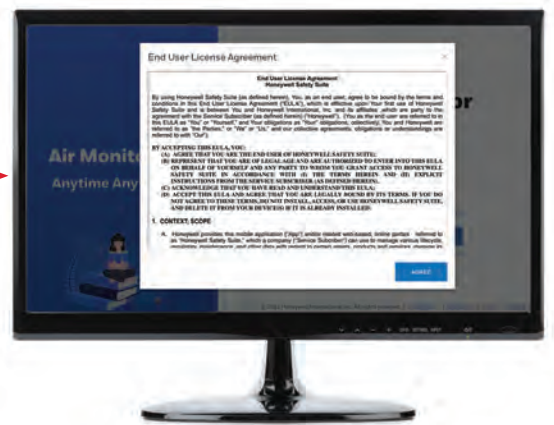 End User License Agreement
End User License Agreement
Honeywell Safety Suite
By using Honeywell Safety Suite (as defined herein), You, as an end user, agree to be bound by the terms and
conditions in this End User License Agreement ("EULA"), which is effective upon Your first use of Honeywell
Safety Suite and is between You and Honeywell International, Inc. and its affiliates which are party to the
agreement with the Service Subscriber (as defined herein) ("Honeywell"). (You as the end user are referred to in
this EULA as "You" or "Yourself," and Your obligations as "Your" obligations; collectively, You and Honeywell are
referred to as "the Parties," or "We" or "Us," and our collective agreements, obligations or understandings are
referred to with "Our").
BY ACCEPTING THIS EULA, YOU:
(A) AGREE THAT YOU ARE THE END USER OF HONEYWELL SAFETY SUITE;
(B) REPRESENT THAT YOU ARE OF LEGAL AGE AND ARE AUTHORIZED TO ENTER INTO THIS EULA
ON BEHALF OF YOURSELF AND ANY PARTY TO WHOM YOU GRANT ACCESS TO HONEYWELL
SAFETY SUITE IN ACCORDANCE WITH (I) THE TERMS HEREIN AND (II) EXPLICIT
INSTRUCTIONS FROM THE SERVICE SUBSCRIBER (AS DEFINED HEREIN);
(C) ACKNOWLEDGE THAT YOU HAVE READ AND UNDERSTAND THIS EULA;
(D) ACCEPT THIS EULA AND AGREE THAT YOU ARE LEGALLY BOUND BY ITS TERMS. IF YOU DO
NOT AGREE TO THESE TERMS, DO NOT INSTALL, ACCESS, OR USE HONEYWELL SAFETY SUITE,
AND DELETE IT FROM YOUR DEVICE(S) IF IT IS ALREADY INSTALLED.
1. CONTEXT; SCOPE
A. Honeywell provides this mobile application ("App") and/or related web-based, online portals referred to
as "Honeywell Safety Suite," which a company ("Service Subscriber") can use to manage various lifecycle,
AGREE
Air Monito
Anytime Any
or